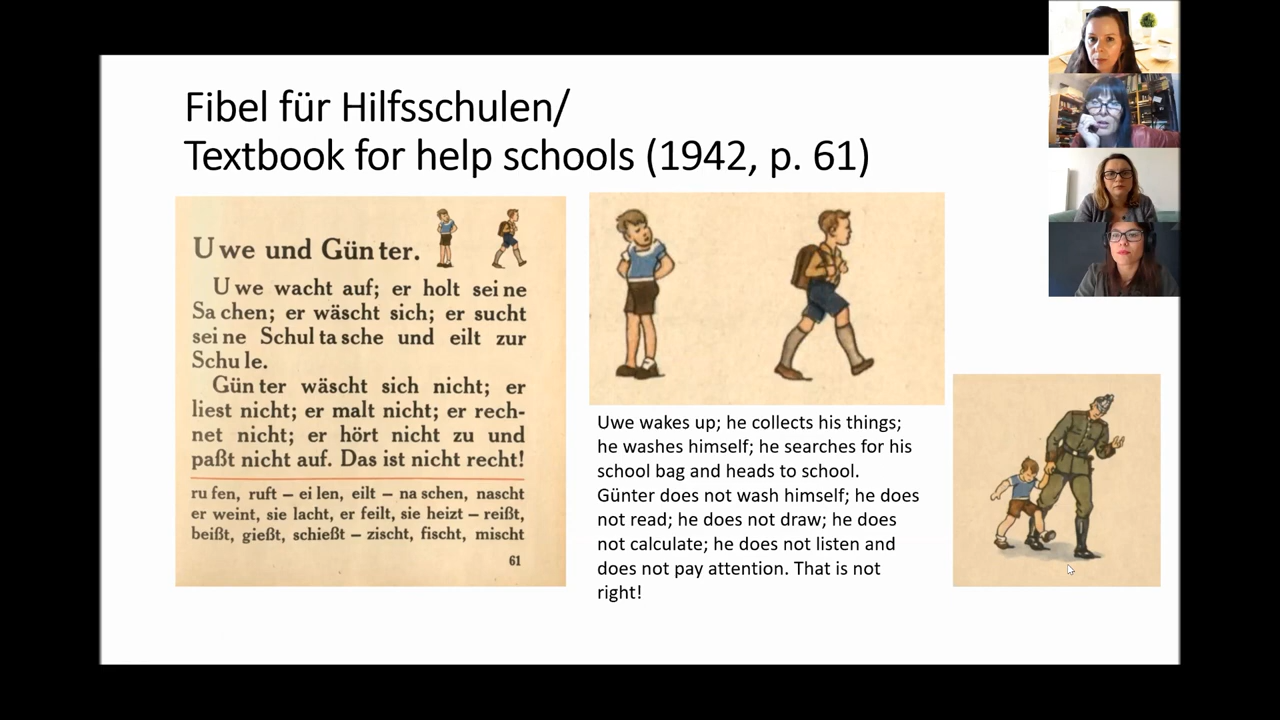 Fibel für Hilfsschulen/
Textbook for help schools (1942, p. 61)
Uwe und Günter.
Uwe wacht auf; er holt seine
Sachen; er wäscht sich; er sucht
seine Schultasche und eilt zur
Schule.
Günter wäscht sich nicht; er
liest nicht; er malt nicht; er rech-
net nicht; er hört nicht zu und
paßt nicht auf. Das ist nicht recht!
rufen, ruft – eilen, eilt – naschen, nascht
er weint, sie lacht, er feilt, sie heizt – reißt,
beißt, gießt, schießt – zischt, fischt, mischt
61
Uwe wakes up; he collects his things;
he washes himself; he searches for his
school bag and heads to school.
Günter does not wash himself; he does
not read; he does not draw; he does
not calculate; he does not listen and
does not pay attention. That is not
right!